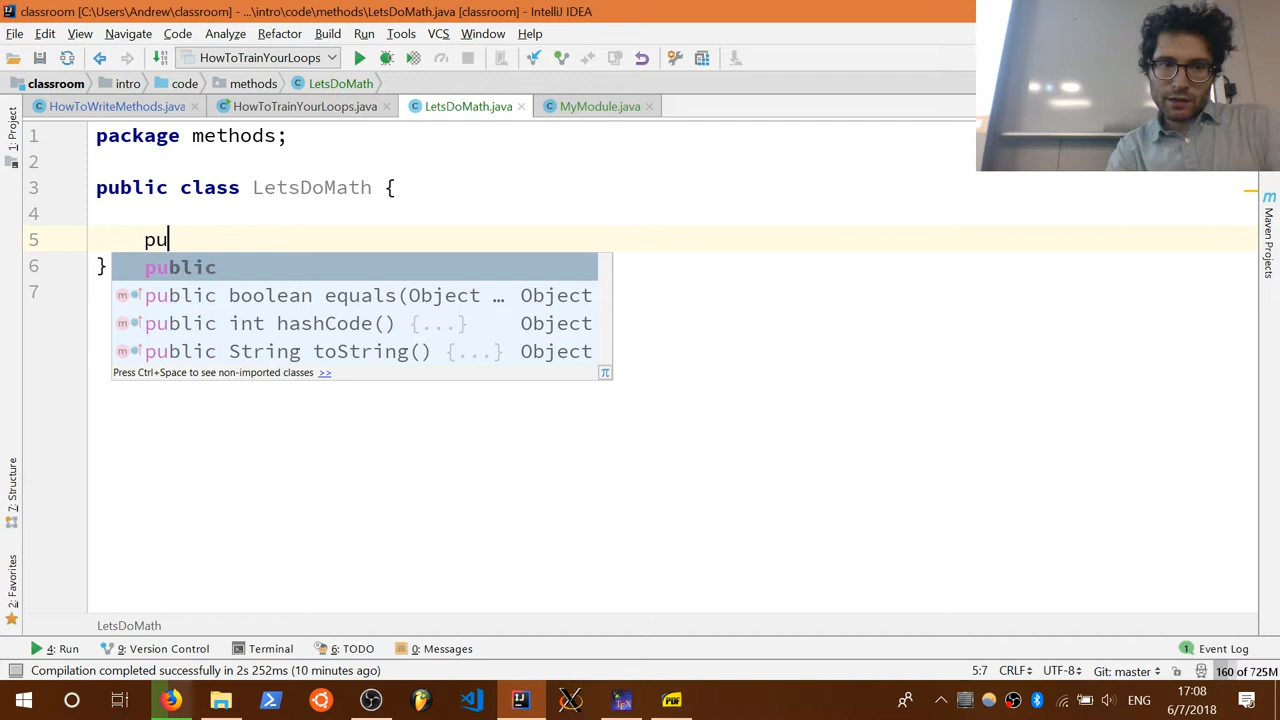 classroom [C:\Users\Andrew\classroom] - ...\intro\code\methods\LetsDoMath.java [classroom] - IntelliJ IDEA
File Edit View Navigate Code Analyze Refactor Build Run Tools VCS Window Help
HowToTrainYourLoops
classroom intro code methods LetsDoMath
HowToWriteMethods.java HowToTrainYourLoops.java LetsDoMath.java MyModule.java
1: Project
1 package methods;
2
3 public class LetsDoMath {
4
5 pu
6 }
7
public
m public boolean equals(Object … Object
m public int hashCode() {...} Object
m public String toString() {...} Object
Press Ctrl+Space to see non-imported classes >>
π
m Maven Projects
7: Structure
2: Favorites
LetsDoMath
4: Run 9: Version Control Terminal 6: TODO 0: Messages 1 Event Log
Compilation completed successfully in 2s 252ms (10 minutes ago) 5:7 CRLF UTF-8 Git: master 160 of 725M
ENG 17:08
6/7/2018